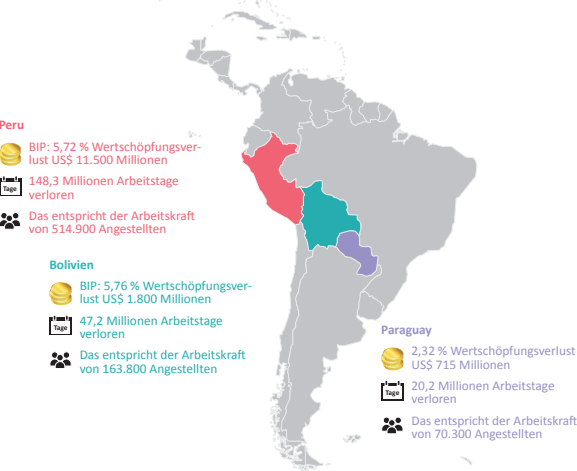 Peru
BIP: 5,72 % Wertschöpfungsver-
lust US$ 11.500 Millionen
Tage
148,3 Millionen Arbeitstage
verloren
Das entspricht der Arbeitskraft
von 514.900 Angestellten
Bolivien
BIP: 5,76 % Wertschöpfungsver-
lust US$ 1.800 Millionen
Tage
47,2 Millionen Arbeitstage
verloren
Das entspricht der Arbeitskraft
von 163.800 Angestellten
Paraguay
2,32 % Wertschöpfungsverlust
US$ 715 Millionen
Tage
20,2 Millionen Arbeitstage
verloren
Das entspricht der Arbeitskraft
von 70.300 Angestellten